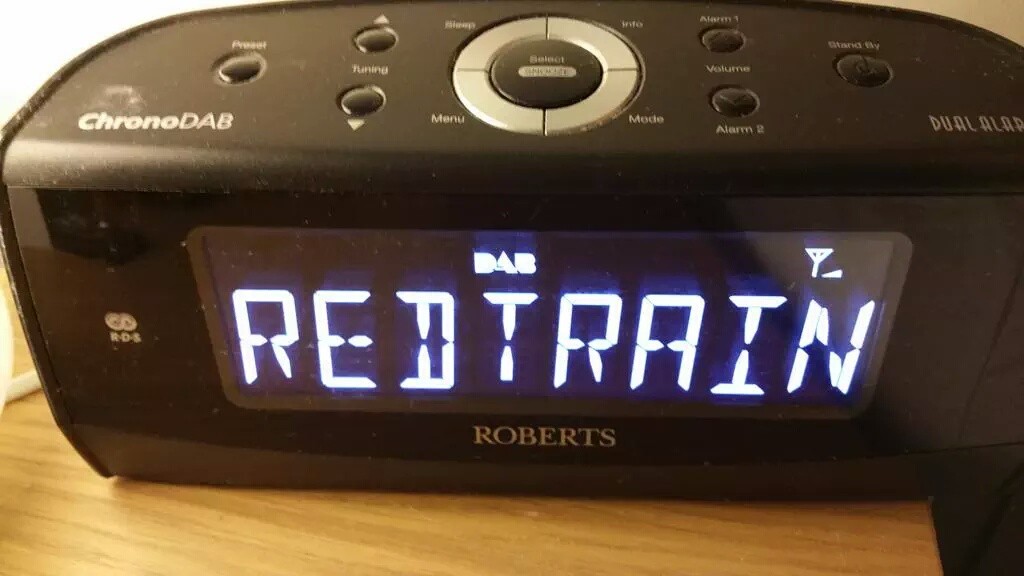 Preset
Tuning
Sleep
Info
Select
SNOOZE
Menu
Mode
Alarm 1
Volume
Alarm 2
Stand-By
ChronoDAB
DUAL ALAR
DAB
REDTRAIN
RDS
ROBERTS